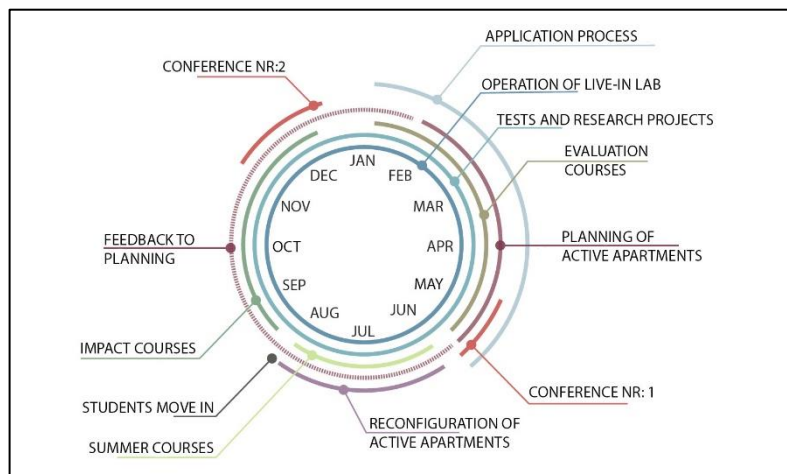 APPLICATION PROCESS
CONFERENCE NR:2
OPERATION OF LIVE-IN LAB
TESTS AND RESEARCH PROJECTS
EVALUATION
COURSES
JAN
FEB
MAR
APR
MAY
JUN
JUL
AUG
SEP
OCT
NOV
DEC
FEEDBACK TO
PLANNING
PLANNING OF
ACTIVE APARTMENTS
IMPACT COURSES
CONFERENCE NR: 1
STUDENTS MOVE IN
RECONFIGURATION OF
ACTIVE APARTMENTS
SUMMER COURSES